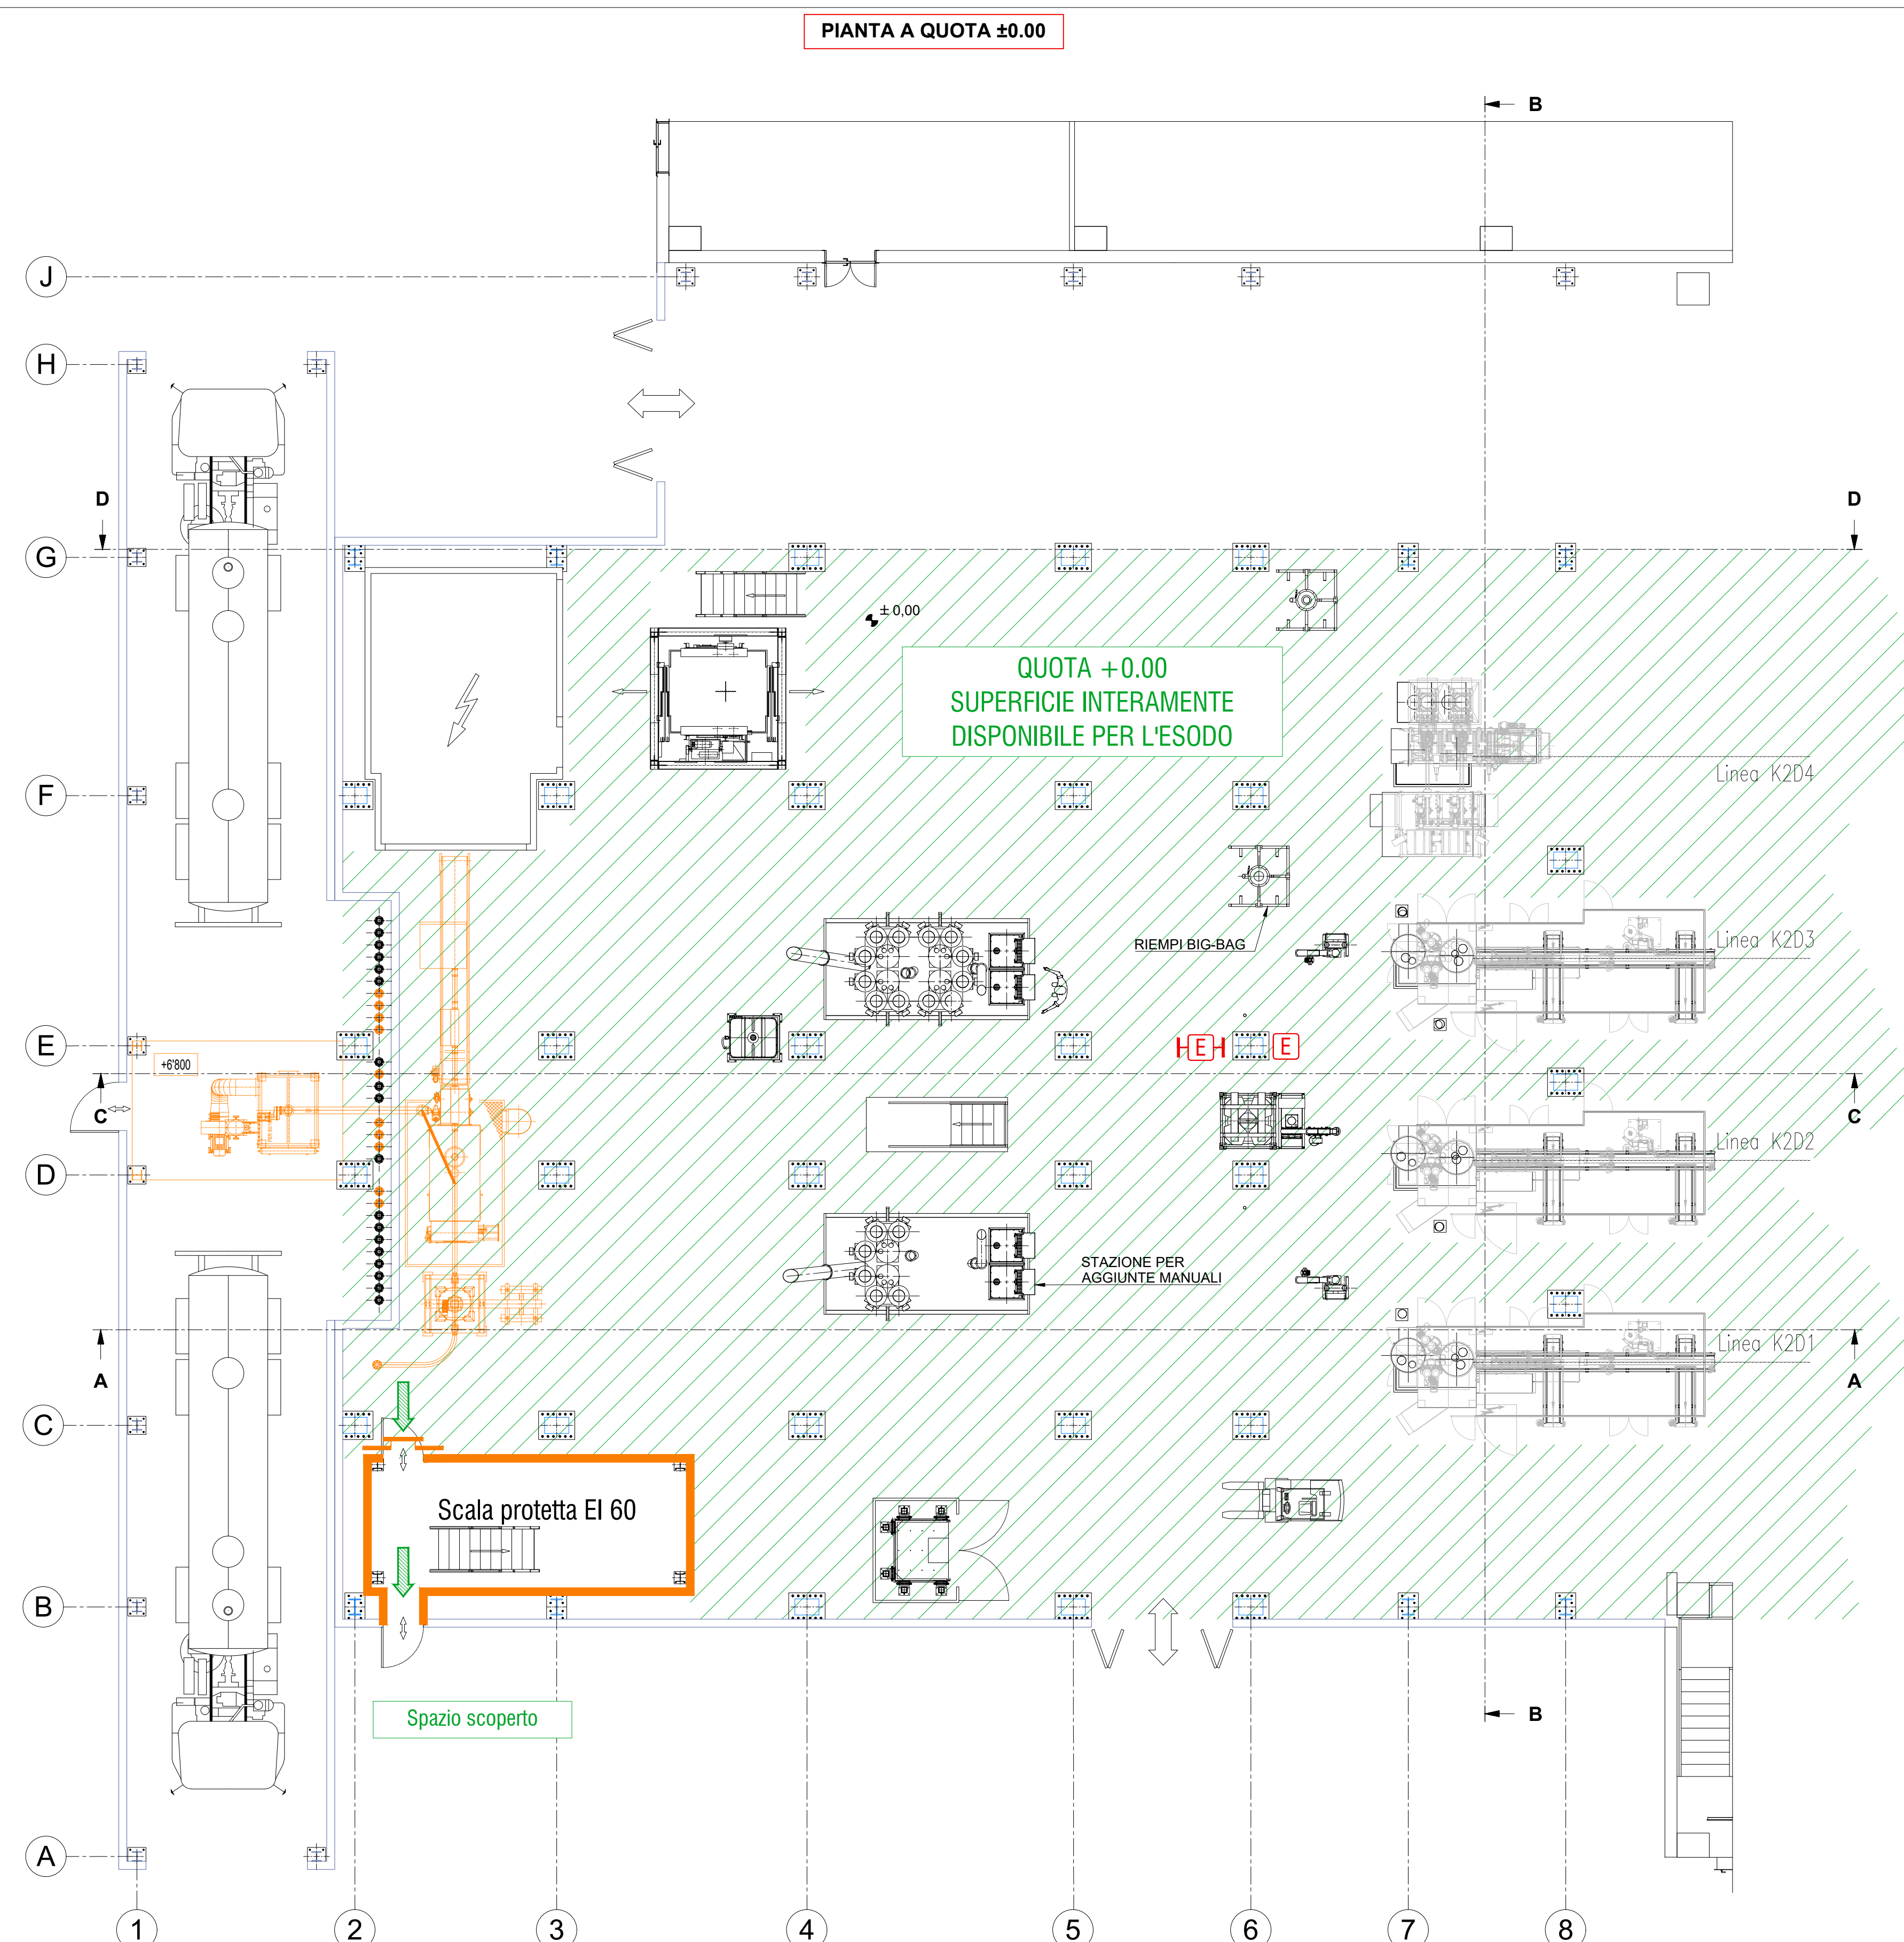 PIANTA A QUOTA ±0.00
B
J
H
D
D
G
± 0,00
QUOTA +0.00
SUPERFICIE INTERAMENTE
DISPONIBILE PER L'ESODO
Linea K2D4
F
RIEMPI BIG-BAG
Linea K2D3
E
E
E
+6'800
C
C
Linea K2D2
D
STAZIONE PER
AGGIUNTE MANUALI
Linea K2D1
A
A
C
Scala protetta EI 60
B
Spazio scoperto
B
A
1
2
3
4
5
6
7
8